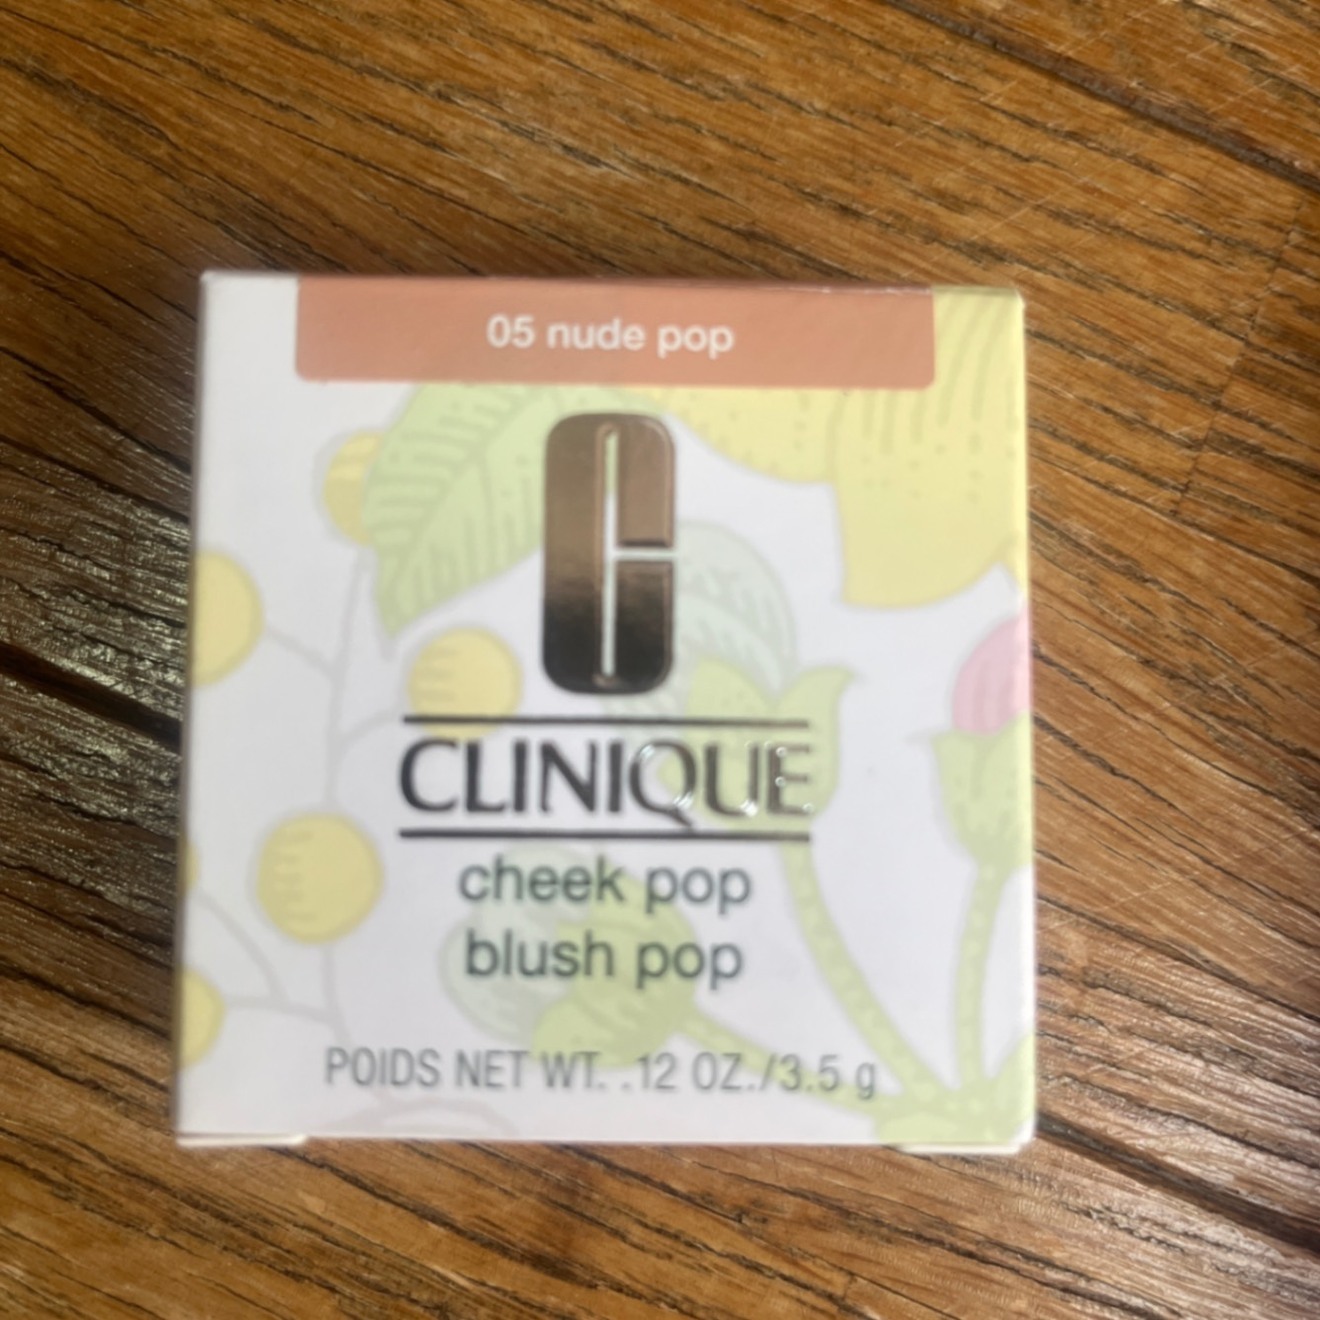 05 nude pop
C
CLINIQUE
cheek pop
blush pop
POIDS NET WT. .12 OZ./3.5 g